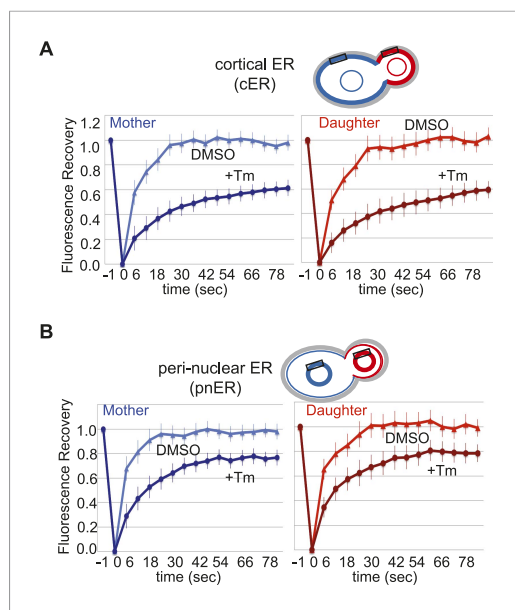 A
cortical ER
(cER)
Mother
DMSO
+Tm
Fluorescence Recovery
1.2
1.0
0.8
0.6
0.4
0.2
0.0
−1 0 6 18 30 42 54 78
time (sec)
Daughter
DMSO
+Tm
−1 0 6 18 30 42 54 78
time (sec)
B
peri-nuclear ER
(pnER)
Mother
DMSO
+Tm
Fluorescence Recovery
1.0
0.8
0.6
0.4
0.2
0.0
−1 0 6 18 30 42 54 78
time (sec)
Daughter
DMSO
+Tm
−1 0 6 18 30 42 54 78
time (sec)